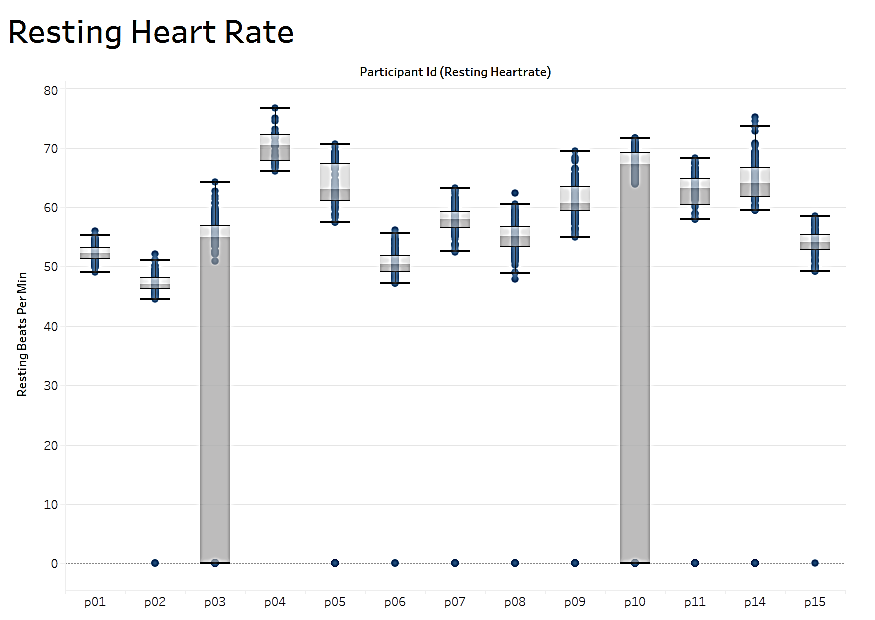 Resting Heart Rate
Participant Id (Resting Heartrate)
80
70
60
50
40
30
20
10
0
Resting Beats Per Min
p01 p02 p03 p04 p05 p06 p07 p08 p09 p10 p11 p14 p15